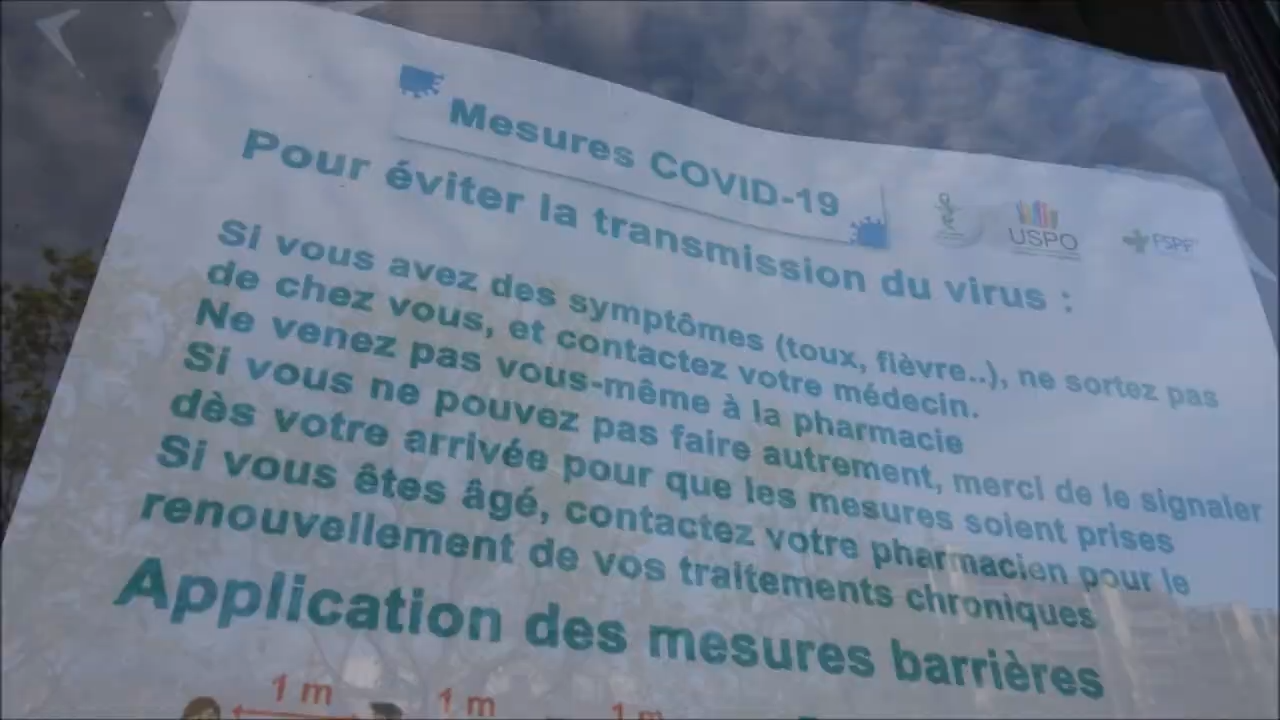 Mesures COVID-19
Pour éviter la transmission du virus :
USPO
FSPF
Si vous avez des symptômes (toux, fièvre..), ne sortez pas
de chez vous, et contactez votre médecin.
Ne venez pas vous-même à la pharmacie
Si vous ne pouvez pas faire autrement, merci de le signaler
dès votre arrivée pour que les mesures soient prises
Si vous êtes âgé, contactez votre pharmacien pour le
renouvellement de vos traitements chroniques
Application des mesures barrières
1 m
1 m
1 m